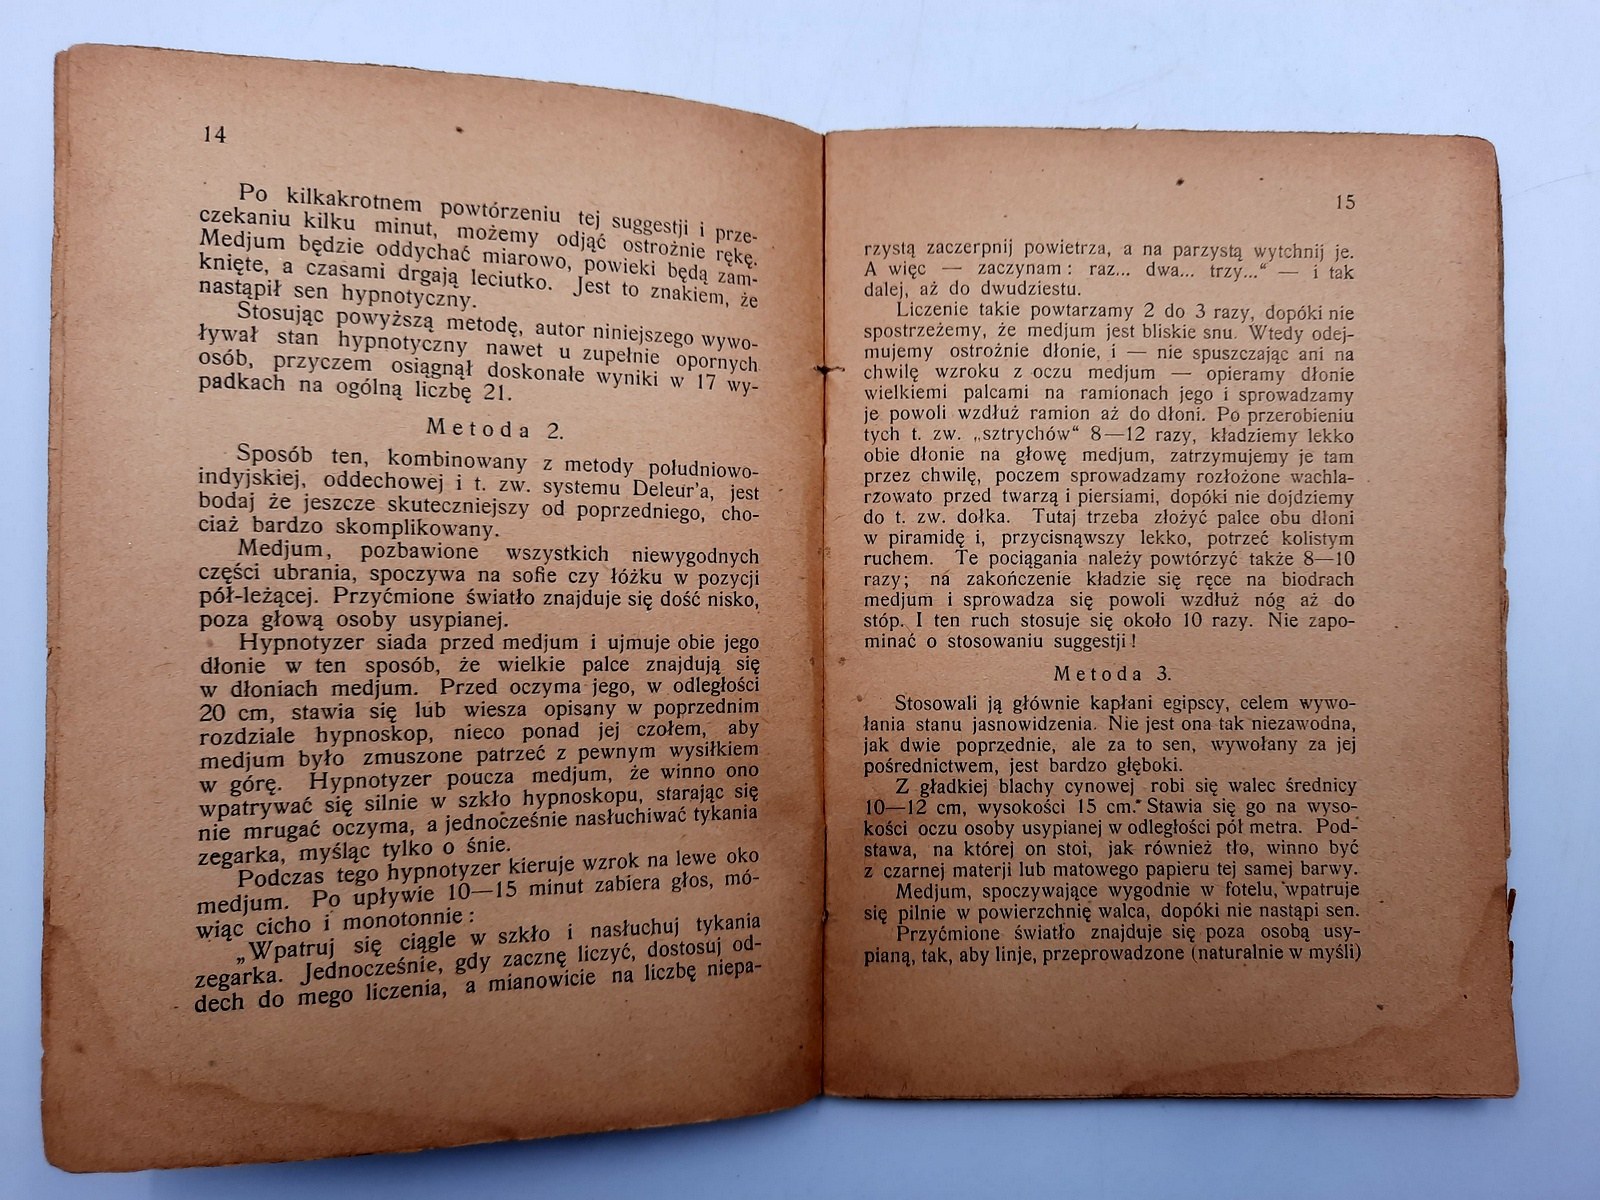 14
Po kilkakrotnem powtórzeniu tej suggestji i prze-
czekaniu kilku minut, możemy odjąć ostrożnie rękę.
Medjum będzie oddychać miarowo, powieki będą zam-
knięte, a czasami drgają leciutko. Jest to znakiem, że
nastąpił sen hypnotyczny.
Stosując powyższą metodę, autor niniejszego wywo-
ływał stan hypnotyczny nawet u zupełnie opornych
osób, przyczem osiągnął doskonałe wyniki w 17 wy-
padkach na ogólną liczbę 21.
Metoda 2.
Sposób ten, kombinowany z metody południowo-
indyjskiej, oddechowej i t. zw. systemu Deleur'a, jest
bodaj że jeszcze skuteczniejszy od poprzedniego, cho-
ciaż bardzo skomplikowany.
Medjum, pozbawione wszystkich niewygodnych
części ubrania, spoczywa na sofie czy łóżku w pozycji
pół-leżącej. Przyćmione światło znajduje się dość nisko,
poza głową osoby usypianej.
Hypnotyzer siada przed medjum i ujmuje obie jego
dłonie w ten sposób, że wielkie palce znajdują się
w dłoniach medjum. Przed oczyma jego, w odległości
20 cm, stawia się lub wiesza opisany w poprzednim
rozdziale hypnoskop, nieco ponad jej czołem, aby
medjum było zmuszone patrzeć z pewnym wysiłkiem
w górę. Hypnotyzer poucza medjum, że winno ono
wpatrywać się silnie w szkło hypnoskopu, starając się
nie mrugać oczyma, a jednocześnie nasłuchiwać tykania
zegarka, myśląc tylko o śnie.
Podczas tego hypnotyzer kieruje wzrok na lewe oko
medjum. Po upływie 10—15 minut zabiera głos, mó-
wiąc cicho i monotonnie:
„Wpatruj się ciągle w szkło i nasłuchuj tykania
zegarka. Jednocześnie, gdy zacznę liczyć, dostosuj od-
dech do mego liczenia, a mianowicie na liczbę niepa-
15
rzystą zaczerpnij powietrza, a na parzystą wytchnij je.
A więc — zaczynam: raz... dwa... trzy...“ — i tak
dalej, aż do dwudziestu.
Liczenie takie powtarzamy 2 do 3 razy, dopóki nie
spostrzeżemy, że medjum jest bliskie snu. Wtedy odej-
mujemy ostrożnie dłonie, i — nie spuszczając ani na
chwilę wzroku z oczu medjum — opieramy dłonie
wielkiemi palcami na ramionach jego i sprowadzamy
je powoli wzdłuż ramion aż do dłoni. Po przerobieniu
tych t. zw. „sztrychów“ 8—12 razy, kładziemy lekko
obie dłonie na głowę medjum, zatrzymujemy je tam
przez chwilę, poczem sprowadzamy rozłożone wachla-
rzowato przed twarzą i piersiami, dopóki nie dojdziemy
do t. zw. dołka. Tutaj trzeba złożyć palce obu dłoni
w piramidę i, przycisnąwszy lekko, potrzeć kolistym
ruchem. Te pociągania należy powtórzyć także 8—10
razy; na zakończenie kładzie się ręce na biodrach
medjum i sprowadza się powoli wzdłuż nóg aż do
stóp. I ten ruch stosuje się około 10 razy. Nie zapo-
minać o stosowaniu suggestji!
Metoda 3.
Stosowali ją głównie kapłani egipscy, celem wywo-
łania stanu jasnowidzenia. Nie jest ona tak niezawodna,
jak dwie poprzednie, ale za to sen, wywołany za jej
pośrednictwem, jest bardzo głęboki.
Z gładkiej blachy cynowej robi się walec średnicy
10—12 cm, wysokości 15 cm. Stawia się go na wyso-
kości oczu osoby usypianej w odległości pół metra. Pod-
stawa, na której on stoi, jak również tło, winno być
z czarnej materji lub matowego papieru tej samej barwy.
Medjum, spoczywające wygodnie w fotelu, wpatruje
się pilnie w powierzchnię walca, dopóki nie nastąpi sen.
Przyćmione światło znajduje się poza osobą usy-
pianą, tak, aby linje, przeprowadzone (naturalnie w myśli)